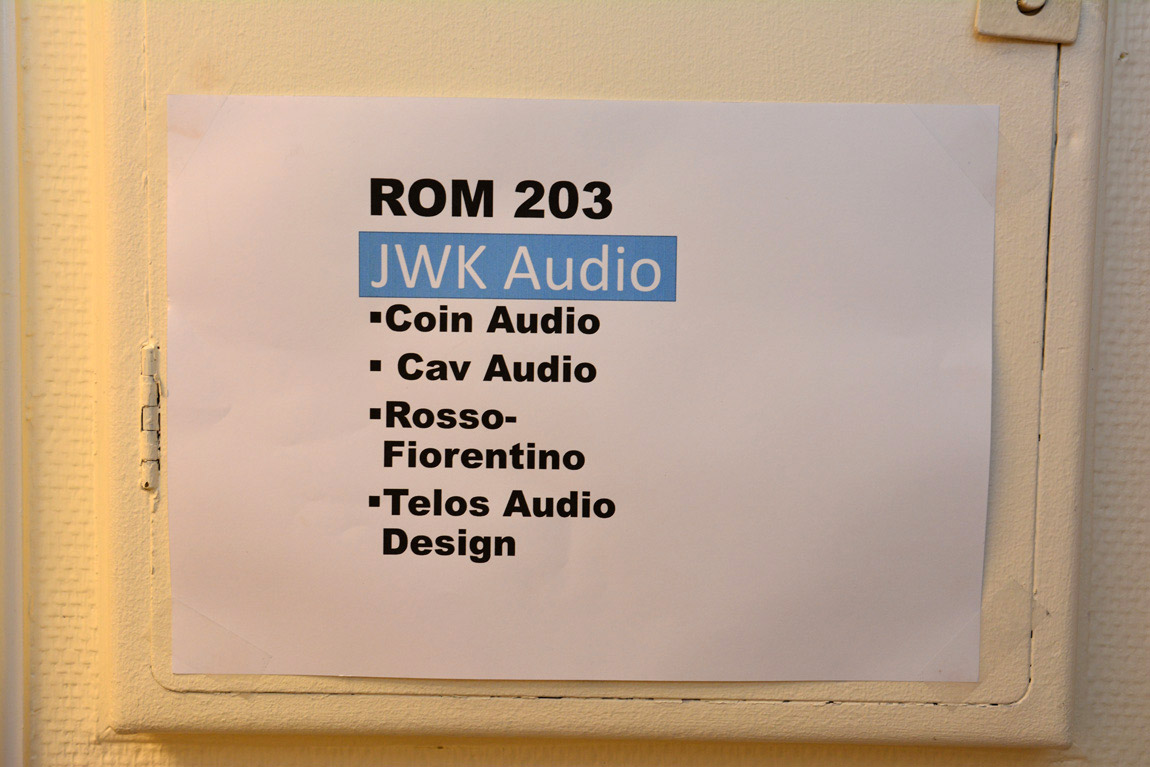 ROM 203
JWK Audio
▪Coin Audio
▪ Cav Audio
▪Rosso-
Fiorentino
▪Telos Audio
Design